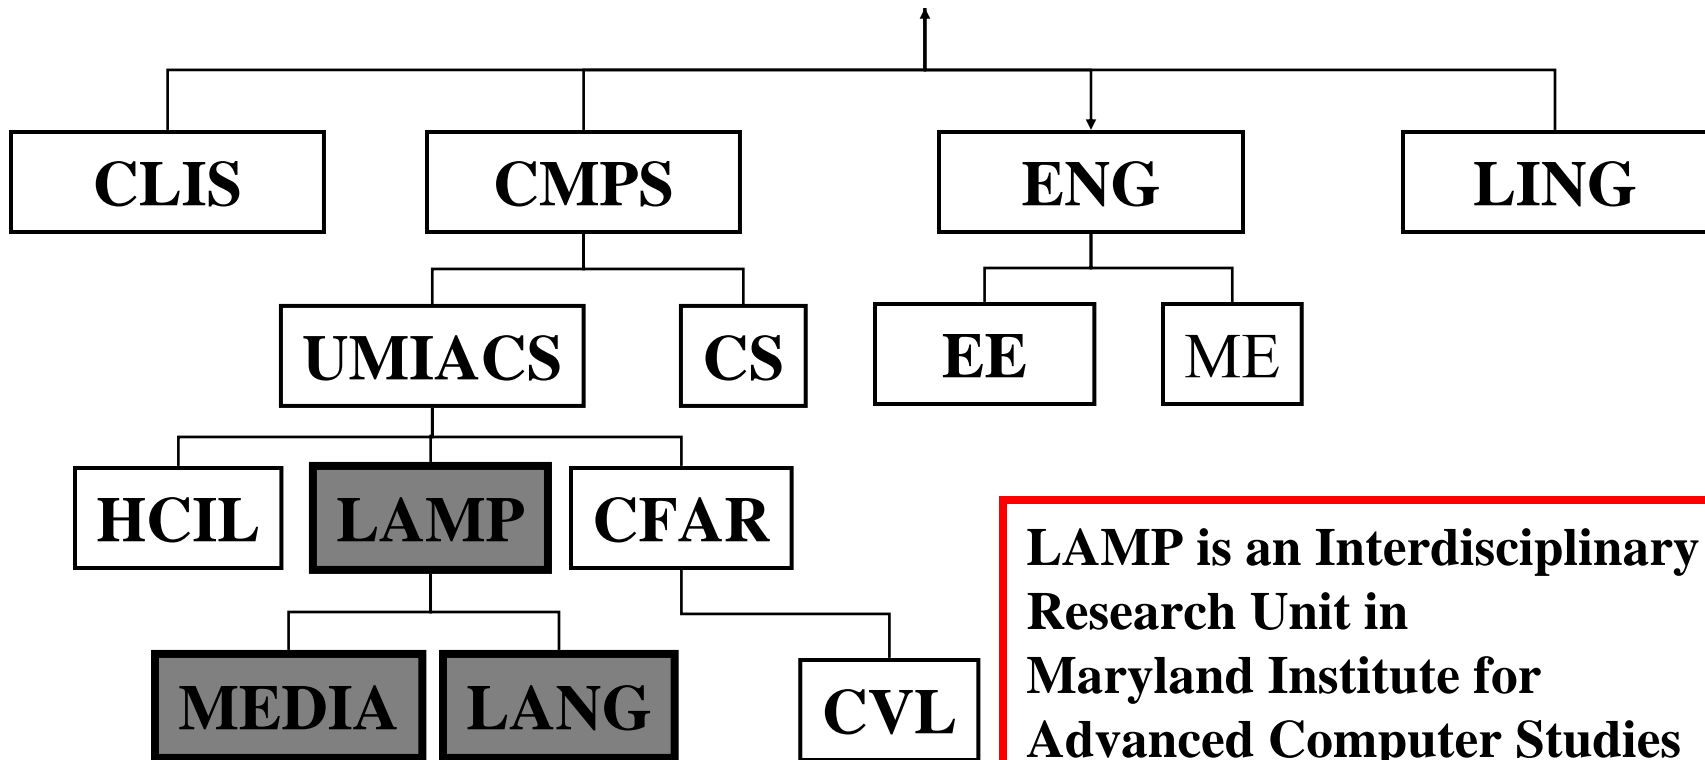 CLIS
CMPS
ENG
LING
UMIACS
CS
EE
ME
HCIL
LAMP
CFAR
MEDIA
LANG
CVL
LAMP is an Interdisciplinary
Research Unit in
Maryland Institute for
Advanced Computer Studies